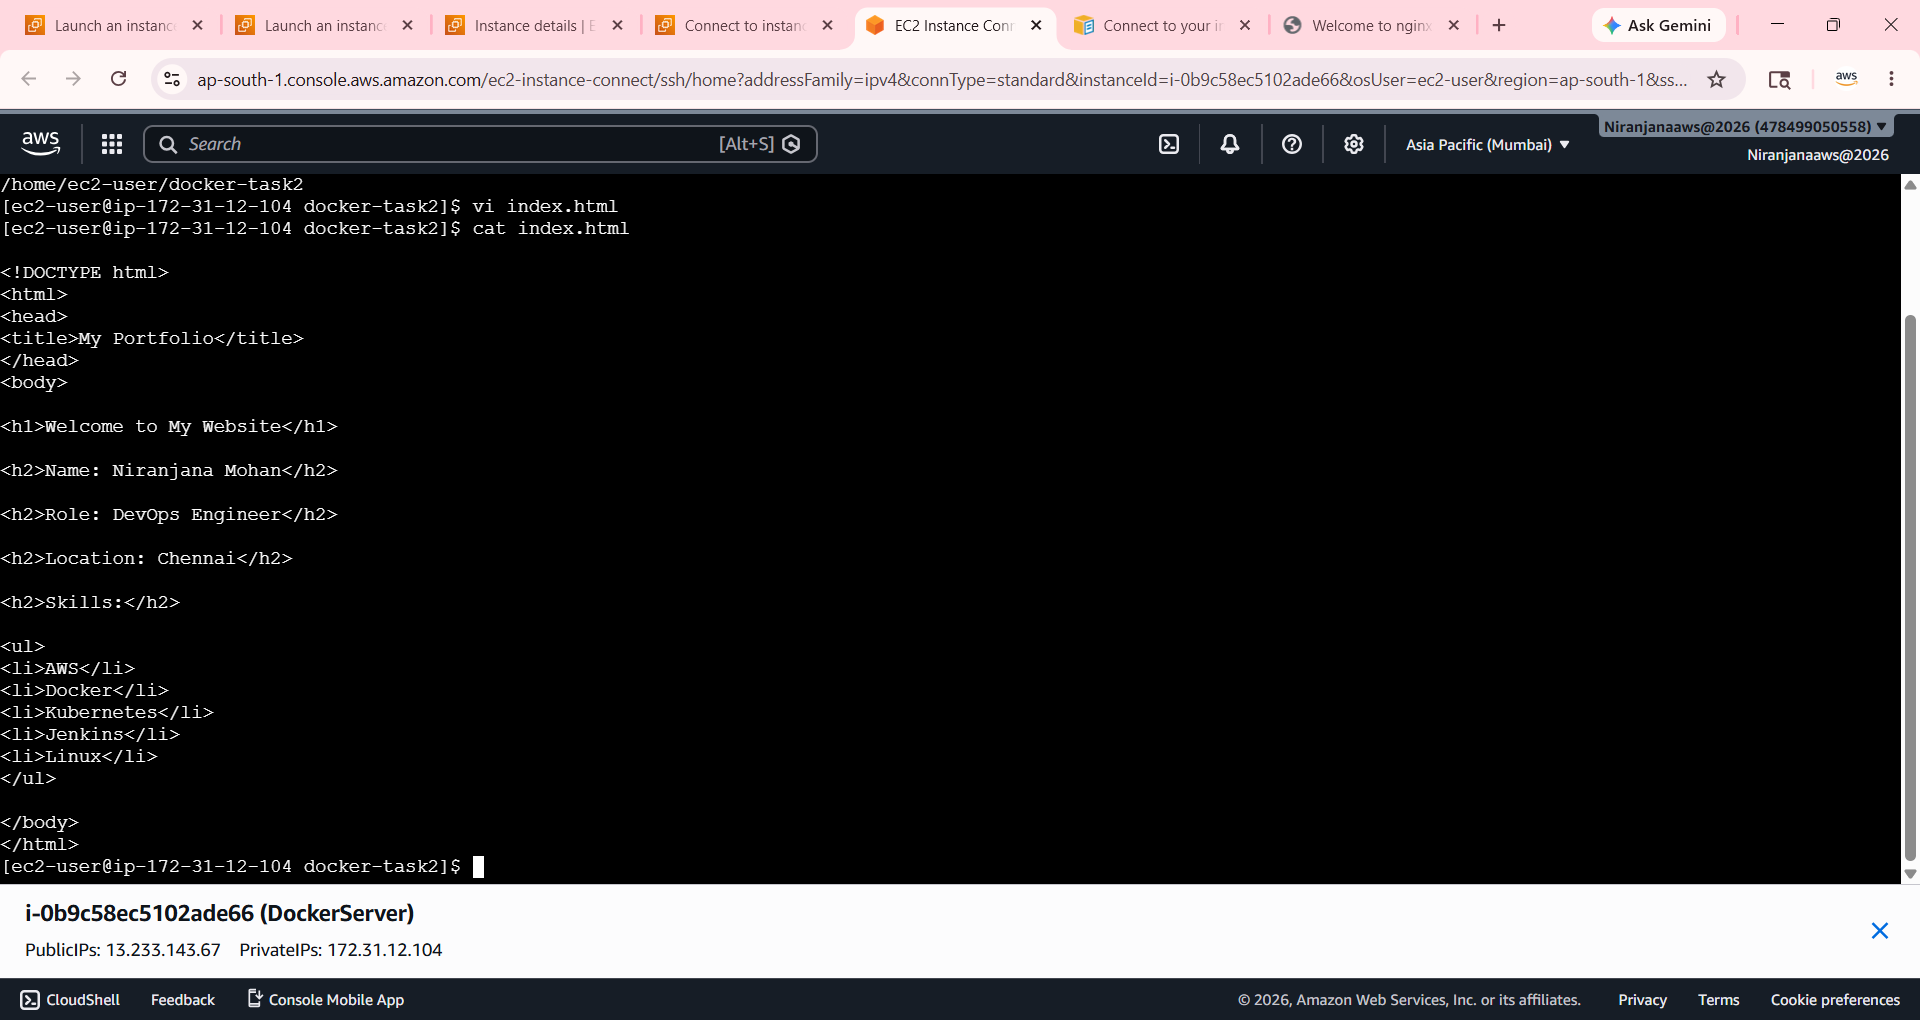 Launch an instance
Launch an instance
Instance details | E
Connect to instanc
EC2 Instance Conn
Connect to your in
Welcome to nginx
Ask Gemini
ap-south-1.console.aws.amazon.com/ec2-instance-connect/ssh/home?addressFamily=ipv4&connType=standard&instanceId=i-0b9c58ec5102ade66&osUser=ec2-user&region=ap-south-1&ss...
aws
aws
Search
[Alt+S]
Asia Pacific (Mumbai)
Niranjanaaws@2026 (478499050558)
Niranjanaaws@2026
/home/ec2-user/docker-task2
[ec2-user@ip-172-31-12-104 docker-task2]$ vi index.html
[ec2-user@ip-172-31-12-104 docker-task2]$ cat index.html
<!DOCTYPE html>
<html>
<head>
<title>My Portfolio</title>
</head>
<body>
<h1>Welcome to My Website</h1>
<h2>Name: Niranjana Mohan</h2>
<h2>Role: DevOps Engineer</h2>
<h2>Location: Chennai</h2>
<h2>Skills:</h2>
<ul>
<li>AWS</li>
<li>Docker</li>
<li>Kubernetes</li>
<li>Jenkins</li>
<li>Linux</li>
</ul>
</body>
</html>
[ec2-user@ip-172-31-12-104 docker-task2]$
i-0b9c58ec5102ade66 (DockerServer)
PublicIPs: 13.233.143.67 PrivateIPs: 172.31.12.104
CloudShell
Feedback
Console Mobile App
© 2026, Amazon Web Services, Inc. or its affiliates.
Privacy
Terms
Cookie preferences